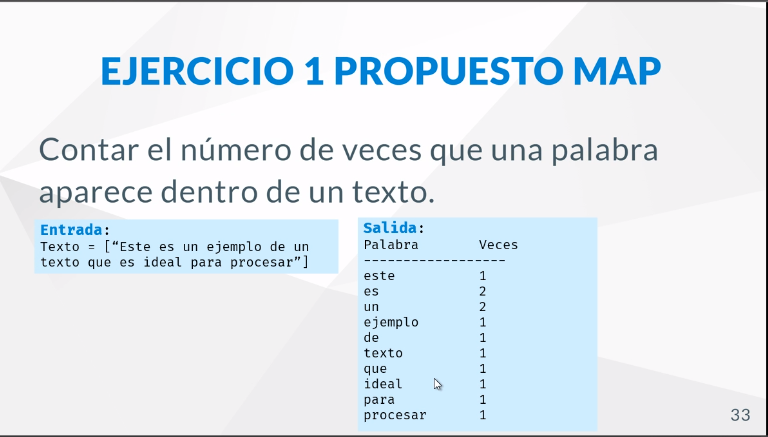 EJERCICIO 1 PROPUESTO MAP
Contar el número de veces que una palabra
aparece dentro de un texto.
Entrada:
Texto = [“Este es un ejemplo de un
texto que es ideal para procesar”]
Salida:
Palabra Veces
------------------
este 1
es 2
un 2
ejemplo 1
de 1
texto 1
que 1
ideal 1
para 1
procesar 1
33